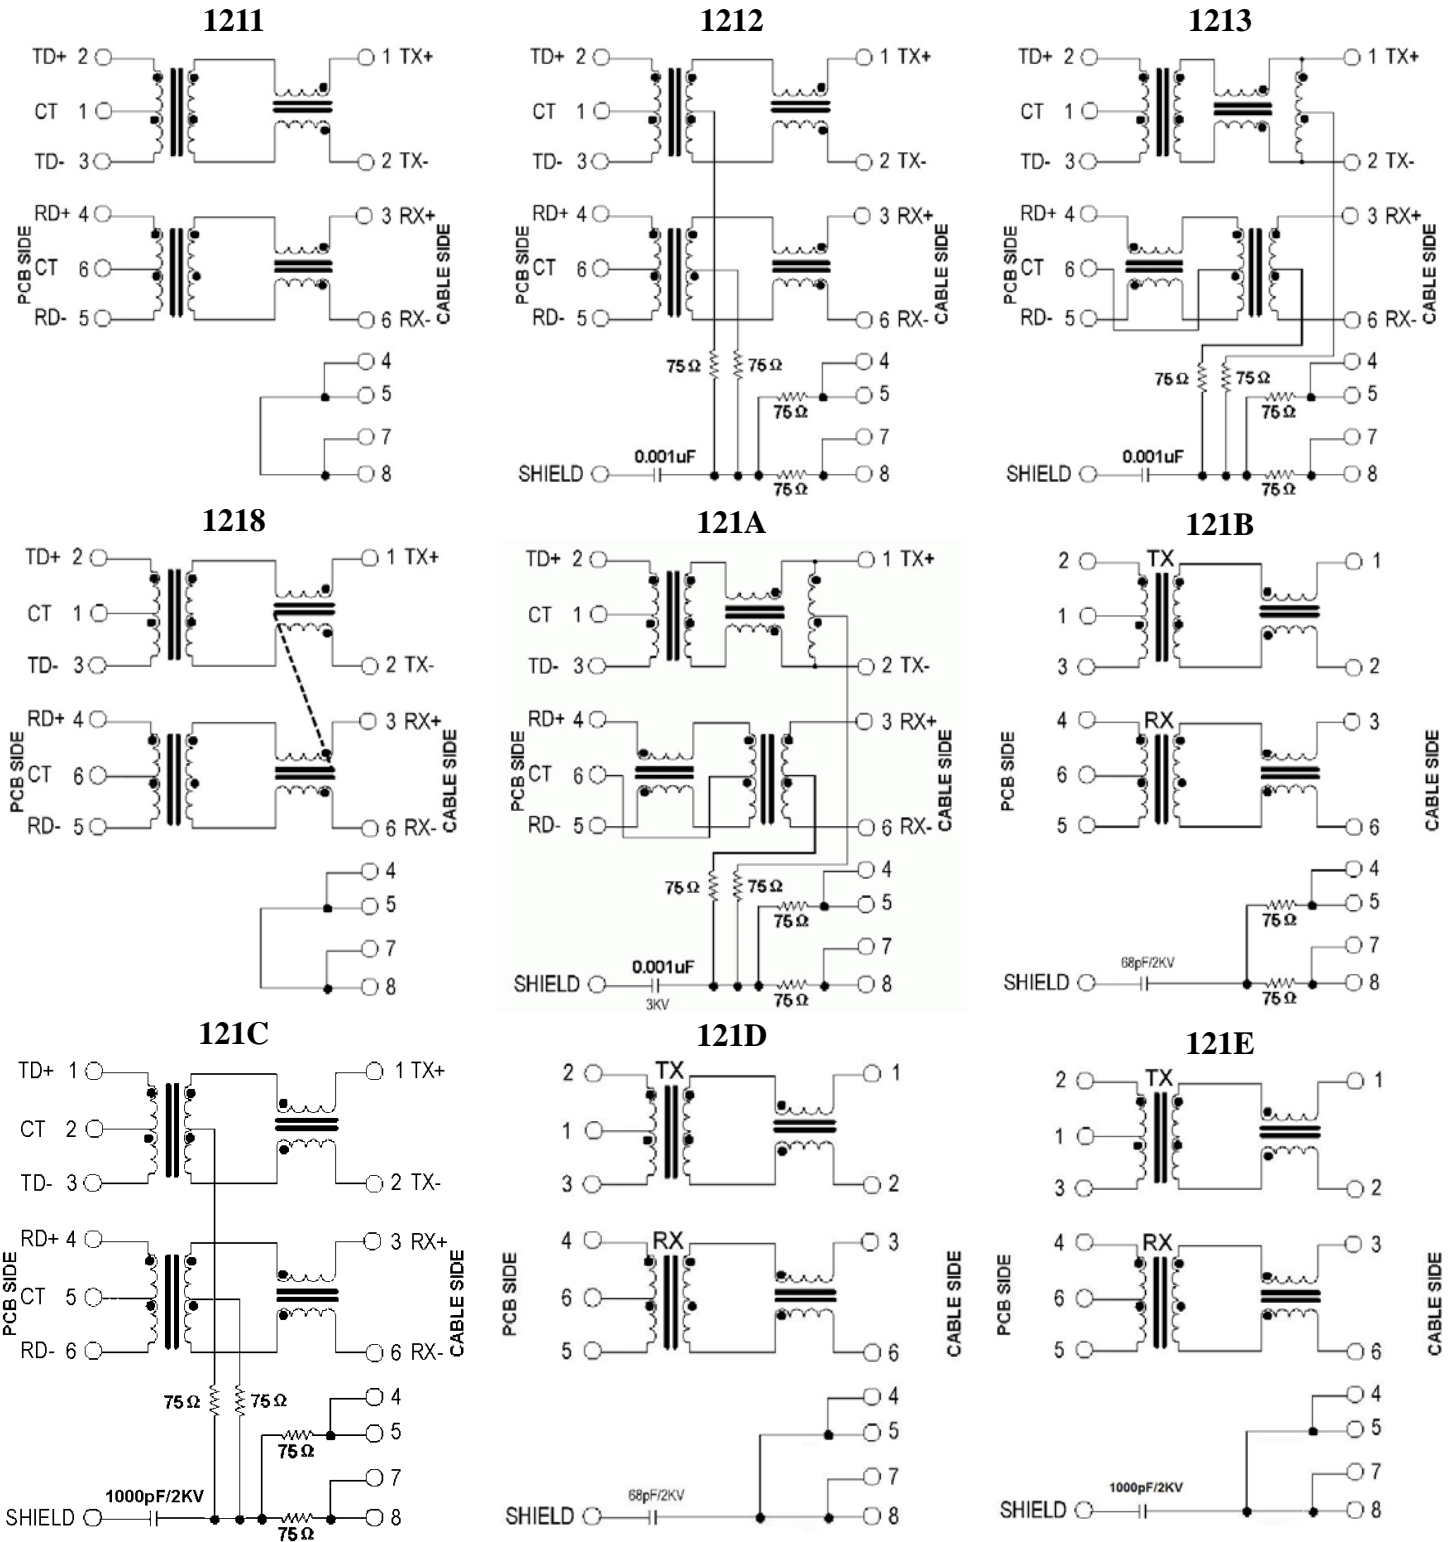 1211
TD+ 2
1 TX+
CT 1
TD- 3
2 TX-
RD+ 4
3 RX+
CT 6
RD- 5
6 RX-
PCB SIDE
CABLE SIDE
4
5
7
8
1212
TD+ 2
1 TX+
CT 1
TD- 3
2 TX-
RD+ 4
3 RX+
CT 6
RD- 5
6 RX-
PCB SIDE
CABLE SIDE
75Ω
75Ω
4
75Ω
5
7
0.001uF
SHIELD
75Ω
8
1213
TD+ 2
1 TX+
CT 1
TD- 3
2 TX-
RD+ 4
3 RX+
CT 6
RD- 5
6 RX-
PCB SIDE
CABLE SIDE
75Ω
75Ω
4
75Ω
5
7
0.001uF
SHIELD
75Ω
8
1218
TD+ 2
1 TX+
CT 1
TD- 3
2 TX-
RD+ 4
3 RX+
CT 6
RD- 5
6 RX-
PCB SIDE
CABLE SIDE
4
5
7
8
121A
TD+ 2
1 TX+
CT 1
TD- 3
2 TX-
RD+ 4
3 RX+
CT 6
RD- 5
6 RX-
PCB SIDE
CABLE SIDE
75Ω
75Ω
4
75Ω
5
7
0.001uF
3KV
SHIELD
75Ω
8
121B
2
TX
1
1
3
2
4
RX
3
6
5
6
PCB SIDE
CABLE SIDE
4
75Ω
5
7
68pF/2KV
SHIELD
75Ω
8
121C
TD+ 1
1 TX+
CT 2
TD- 3
2 TX-
RD+ 4
3 RX+
CT 5
RD- 6
6 RX-
PCB SIDE
CABLE SIDE
75Ω
75Ω
4
75Ω
5
7
1000pF/2KV
SHIELD
75Ω
8
121D
2
TX
1
1
3
2
4
RX
3
6
5
6
PCB SIDE
CABLE SIDE
4
5
7
68pF/2KV
SHIELD
8
121E
2
TX
1
1
3
2
4
RX
3
6
5
6
PCB SIDE
CABLE SIDE
4
5
7
1000pF/2KV
SHIELD
8